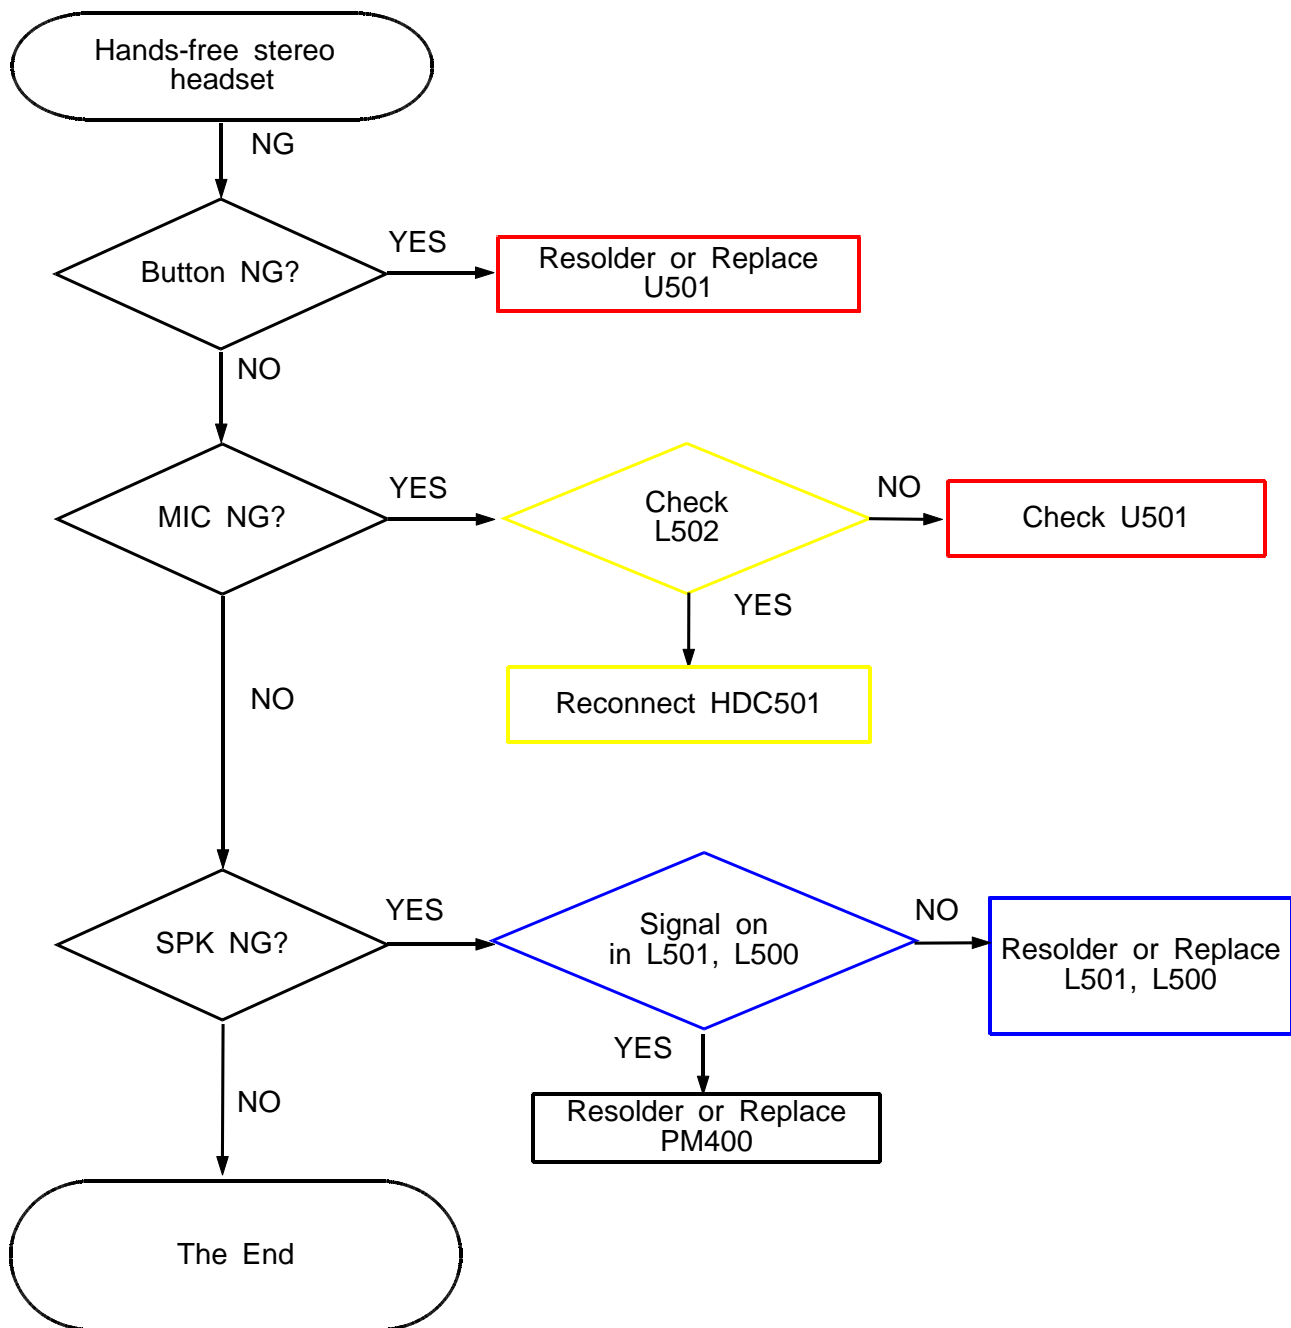 Hands-free stereo
headset
NG
Button NG?
YES
Resolder or Replace
U501
NO
MIC NG?
YES
Check
L502
NO
Check U501
YES
Reconnect HDC501
NO
SPK NG?
YES
Signal on
in L501, L500
NO
Resolder or Replace
L501, L500
YES
Resolder or Replace
PM400
NO
The End